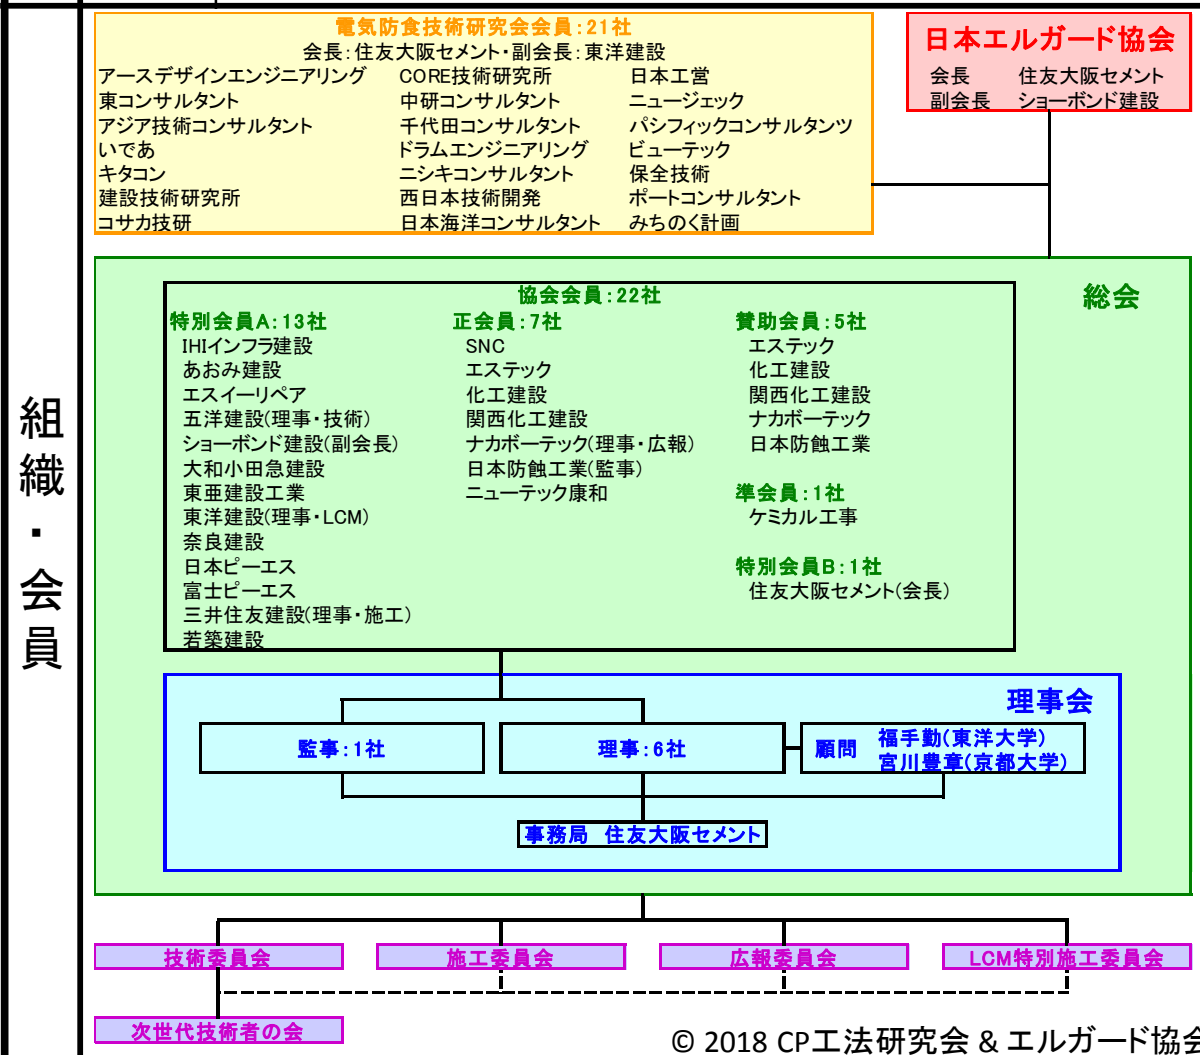 組織・会員
電気防食技術研究会会員:21社
会長:住友大阪セメント・副会長:東洋建設
アースデザインエンジニアリング
東コンサルタント
アジア技術コンサルタント
いであ
キタコン
建設技術研究所
コサカ技研
CORE技術研究所
中研コンサルタント
千代田コンサルタント
ドラムエンジニアリング
ニシキコンサルタント
西日本技術開発
日本海洋コンサルタント
日本工営
ニュージェック
パシフィックコンサルタンツ
ビューテック
保全技術
ポートコンサルタント
みちのく計画
日本エルガード協会
会長 住友大阪セメント
副会長 ショーボンド建設
総会
協会会員:22社
特別会員A:13社
IHIインフラ建設
あおみ建設
エスイーリペア
五洋建設(理事・技術)
ショーボンド建設(副会長)
大和小田急建設
東亜建設工業
東洋建設(理事・LCM)
奈良建設
日本ピーエス
富士ピーエス
三井住友建設(理事・施工)
若築建設
正会員:7社
SNC
エステック
化工建設
関西化工建設
ナカボーテック(理事・広報)
日本防蝕工業(監事)
ニューテック康和
賛助会員:5社
エステック
化工建設
関西化工建設
ナカボーテック
日本防蝕工業
準会員:1社
ケミカル工事
特別会員B:1社
住友大阪セメント(会長)
理事会
監事:1社
理事:6社
顧問
福手勤(東洋大学)
宮川豊章(京都大学)
事務局 住友大阪セメント
技術委員会
施工委員会
広報委員会
LCM特別施工委員会
次世代技術者の会
© 2018 CP工法研究会 & エルガード協会